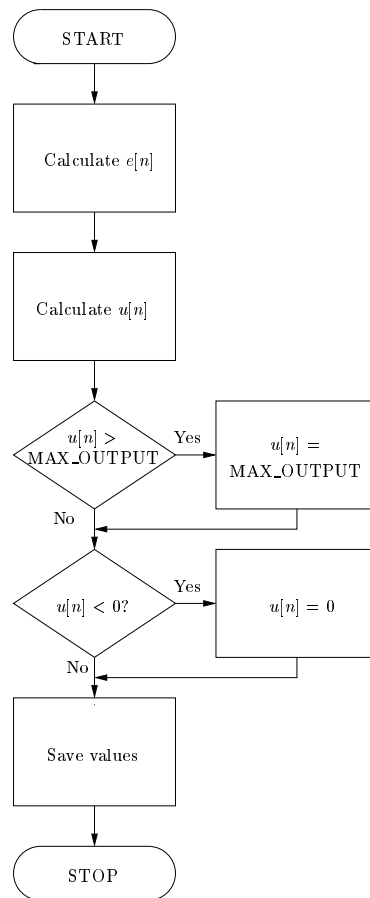 START
Calculate e[n]
Calculate u[n]
u[n] >
MAX_OUTPUT
Yes
u[n] =
MAX_OUTPUT
No
u[n] < 0?
Yes
u[n] = 0
No
Save values
STOP